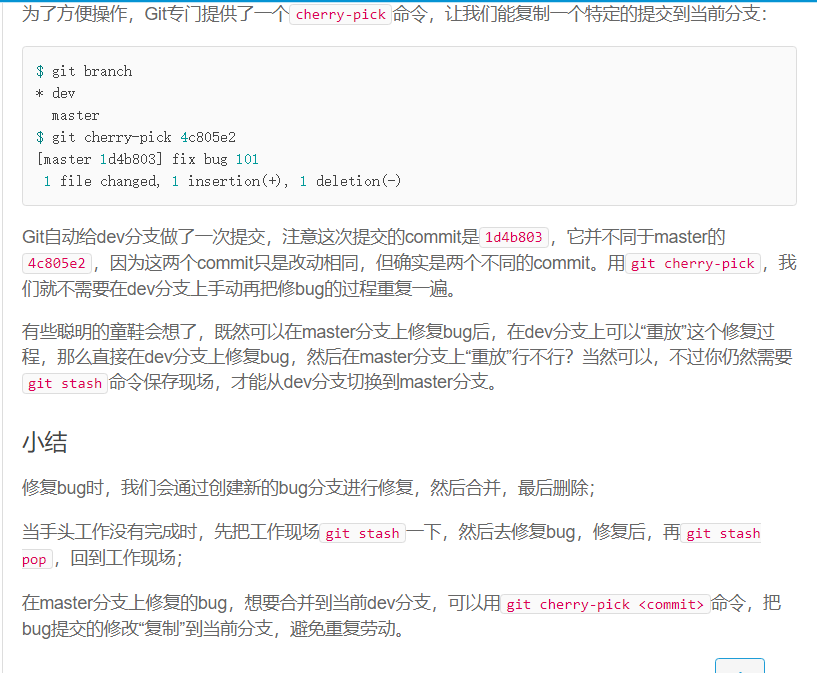 为了方便操作，Git专门提供了一个cherry-pick命令，让我们能复制一个特定的提交到当前分支：
$ git branch
* dev
  master
$ git cherry-pick 4c805e2
[master 1d4b803] fix bug 101
 1 file changed, 1 insertion(+), 1 deletion(-)
Git自动给dev分支做了一次提交，注意这次提交的commit是1d4b803，它并不同于master的
4c805e2，因为这两个commit只是改动相同，但确实是两个不同的commit。用git cherry-pick，我
们就不需要在dev分支上手动再把修bug的过程重复一遍。
有些聪明的童鞋会想了，既然可以在master分支上修复bug后，在dev分支上可以“重放”这个修复过
程，那么直接在dev分支上修复bug，然后在master分支上“重放”行不行？当然可以，不过你仍然需要
git stash命令保存现场，才能从dev分支切换到master分支。
小结
修复bug时，我们会通过创建新的bug分支进行修复，然后合并，最后删除；
当手头工作没有完成时，先把工作现场git stash一下，然后去修复bug，修复后，再git stash
pop，回到工作现场；
在master分支上修复的bug，想要合并到当前dev分支，可以用git cherry-pick <commit>命令，把
bug提交的修改“复制”到当前分支，避免重复劳动。